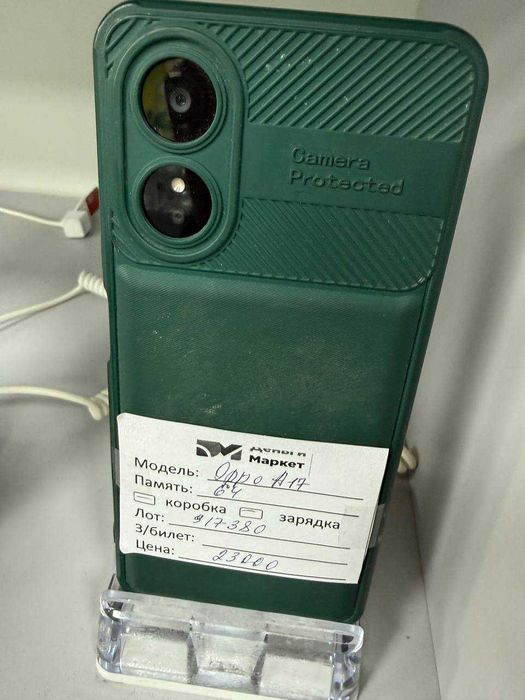 Camera
Protected
Деньги
Маркет
Модель: Oppo A17
Память: 64
коробка зарядка
Лот: 917380
З/билет:
Цена: 23000